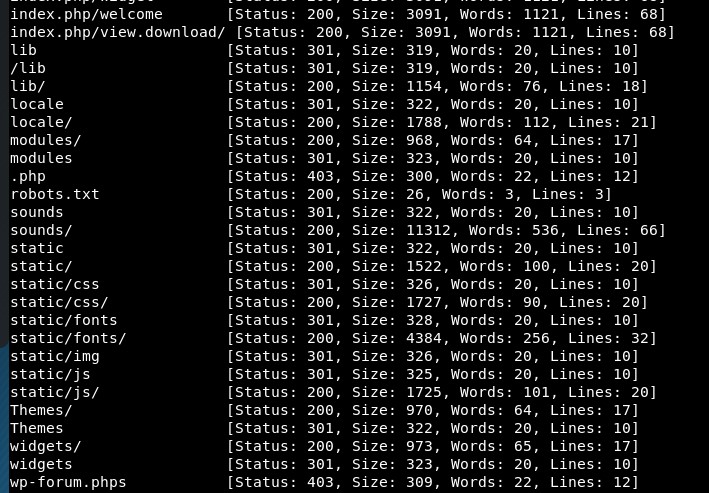 index.php/welcome [Status: 200, Size: 3091, Words: 1121, Lines: 68]
index.php/view.download/ [Status: 200, Size: 3091, Words: 1121, Lines: 68]
lib [Status: 301, Size: 319, Words: 20, Lines: 10]
/lib [Status: 301, Size: 319, Words: 20, Lines: 10]
lib/ [Status: 200, Size: 1154, Words: 76, Lines: 18]
locale [Status: 301, Size: 322, Words: 20, Lines: 10]
locale/ [Status: 200, Size: 1788, Words: 112, Lines: 21]
modules/ [Status: 200, Size: 968, Words: 64, Lines: 17]
modules [Status: 301, Size: 323, Words: 20, Lines: 10]
.php [Status: 403, Size: 300, Words: 22, Lines: 12]
robots.txt [Status: 200, Size: 26, Words: 3, Lines: 3]
sounds [Status: 301, Size: 322, Words: 20, Lines: 10]
sounds/ [Status: 200, Size: 11312, Words: 536, Lines: 66]
static [Status: 301, Size: 322, Words: 20, Lines: 10]
static/ [Status: 200, Size: 1522, Words: 100, Lines: 20]
static/css [Status: 301, Size: 326, Words: 20, Lines: 10]
static/css/ [Status: 200, Size: 1727, Words: 90, Lines: 20]
static/fonts [Status: 301, Size: 328, Words: 20, Lines: 10]
static/fonts/ [Status: 200, Size: 4384, Words: 256, Lines: 32]
static/img [Status: 301, Size: 326, Words: 20, Lines: 10]
static/js [Status: 301, Size: 325, Words: 20, Lines: 10]
static/js/ [Status: 200, Size: 1725, Words: 101, Lines: 20]
Themes/ [Status: 200, Size: 970, Words: 64, Lines: 17]
Themes [Status: 301, Size: 322, Words: 20, Lines: 10]
widgets/ [Status: 200, Size: 973, Words: 65, Lines: 17]
widgets [Status: 301, Size: 323, Words: 20, Lines: 10]
wp-forum.phps [Status: 403, Size: 309, Words: 22, Lines: 12]